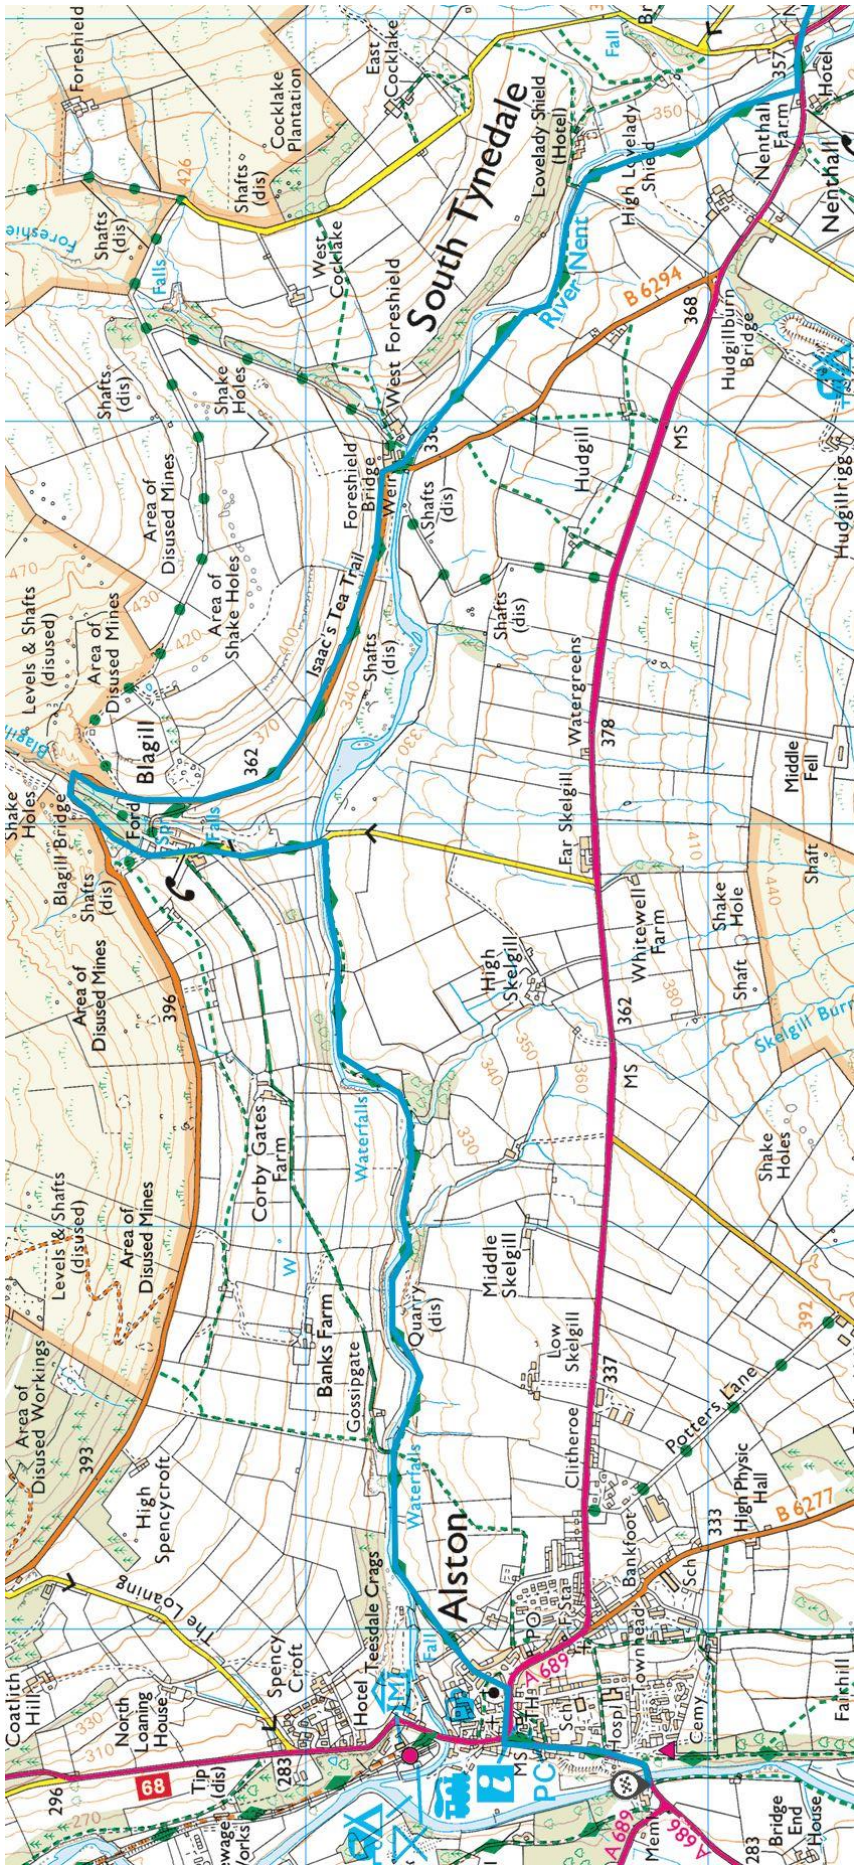 Foreshield
East
Cocklake
Fall
357
Hotel
Cocklake
Plantation
426
Shafts
(dis)
Shafts
(dis)
Falls
West
Cocklake
South Tynedale
Lovelady Shield
(Hotel)
350
High Lovelady
Shield
Nenthall
Farm
Nenthall
River Nent
B 6294
368
Hudgillburn
Bridge
West Foreshield
Shake
Holes
Shafts
(dis)
Area of
Disused Mines
Foreshield
Bridge
Weir
Shafts
(dis)
Hudgill
MS
Hudgillrigg
470
430
420
400
Levels & Shafts
(disused)
Area of
Disused Mines
Area of
Shake Holes
Isaac's Tea Trail
Shafts
(dis)
340
330
370
Shafts
(dis)
Watergreens
378
Middle
Fell
Blagill
362
Shake
Holes
Blagill Bridge
Ford
Falls
Shafts
(dis)
Far Skelgill
410
440
Shaft
Area of
Disused Mines
396
High
Skelgill
Whitewell
Farm
Shake
Hole
Shaft
380
362
Skelgill Burn
MS
360
350
340
330
Corby Gates
Farm
Waterfalls
Shake
Holes
Levels & Shafts
(disused)
Area of
Disused Mines
W
Middle
Skelgill
Quarry
(dis)
Banks Farm
Gossipgate
Low
Skelgill
337
392
Area of
Disused Workings
393
High
Spencycroft
Waterfalls
Clitheroe
Potters Lane
High Physic
Hall
B 6277
333
Alston
Bankfoot
Sch
The Loaning
Teesdale Crags
Fall
PO
F Sta
Townhead
A 689
Coatlith
Hill
330
310
North
Loaning
House
Spency
Croft
Hotel
M
TH
Sch
Hospl
Cemy
Fairhill
296
68
Tip
(dis)
283
270
MS
PC
i
A 689
Meml
A 686
283
Bridge
End
House